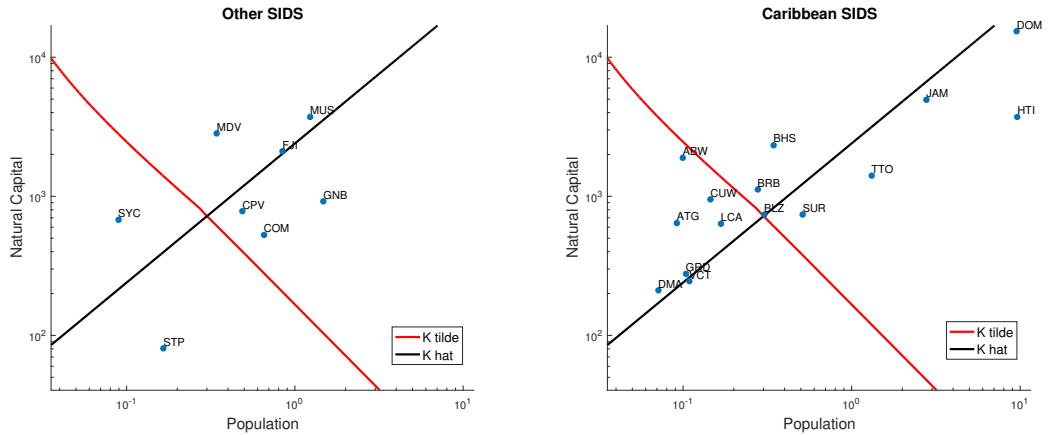 Other SIDS
Natural Capital
10^4
10^3
10^2
MUS
MDV
FJI
GNB
CPV
SYC
COM
STP
K tilde
K hat
10^-1
10^0
10^1
Population
Caribbean SIDS
Natural Capital
10^4
10^3
10^2
DOM
JAM
HTI
BHS
ABW
TTO
BRB
CUW
BLZ
SUR
ATG
LCA
GRD
VCT
DMA
K tilde
K hat
10^-1
10^0
10^1
Population